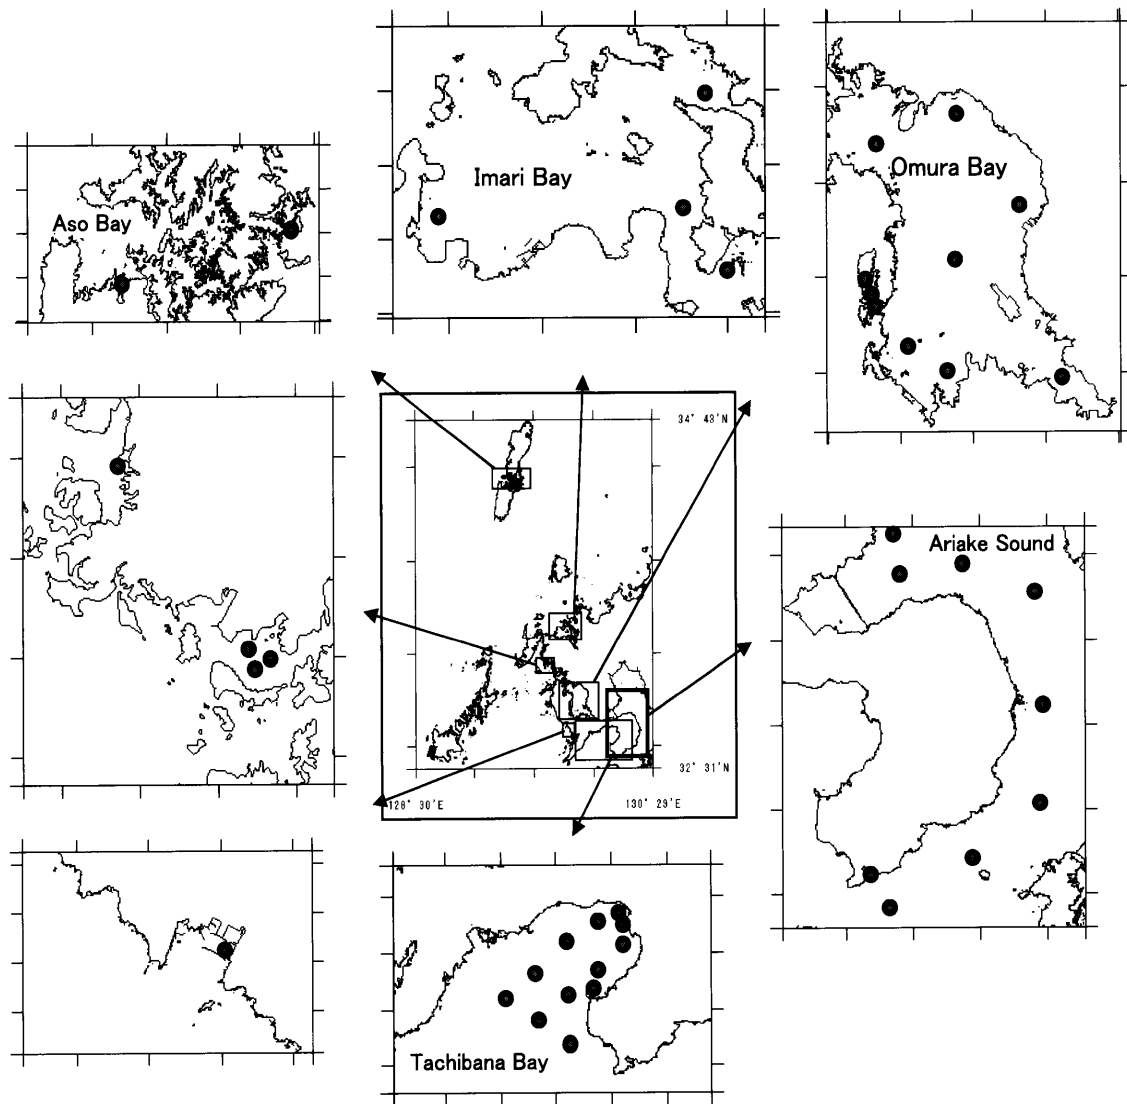 Imari Bay
Omura Bay
Aso Bay
34° 43'N
Ariake Sound
32° 31'N
128° 30'E
130° 29'E
Tachibana Bay